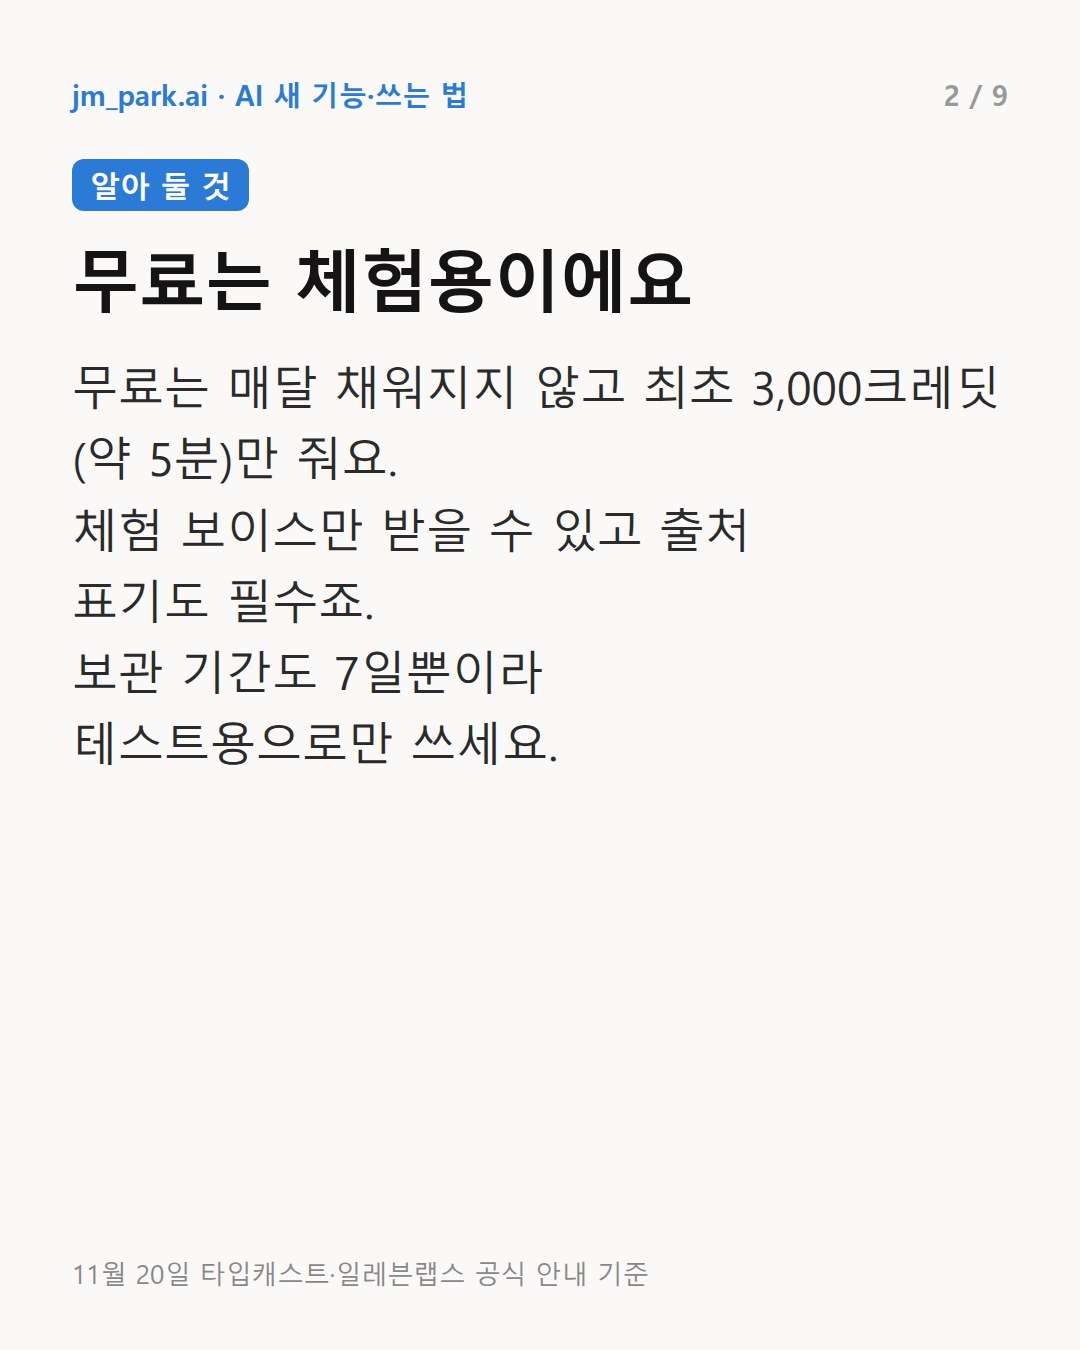 jm_park.ai · AI 새 기능·쓰는 법
2 / 9
알아 둘 것
무료는 체험용이에요
무료는 매달 채워지지 않고 최초 3,000크레딧
(약 5분)만 줘요.
체험 보이스만 받을 수 있고 출처
표기도 필수죠.
보관 기간도 7일뿐이라
테스트용으로만 쓰세요.
11월 20일 타입캐스트·일레븐랩스 공식 안내 기준